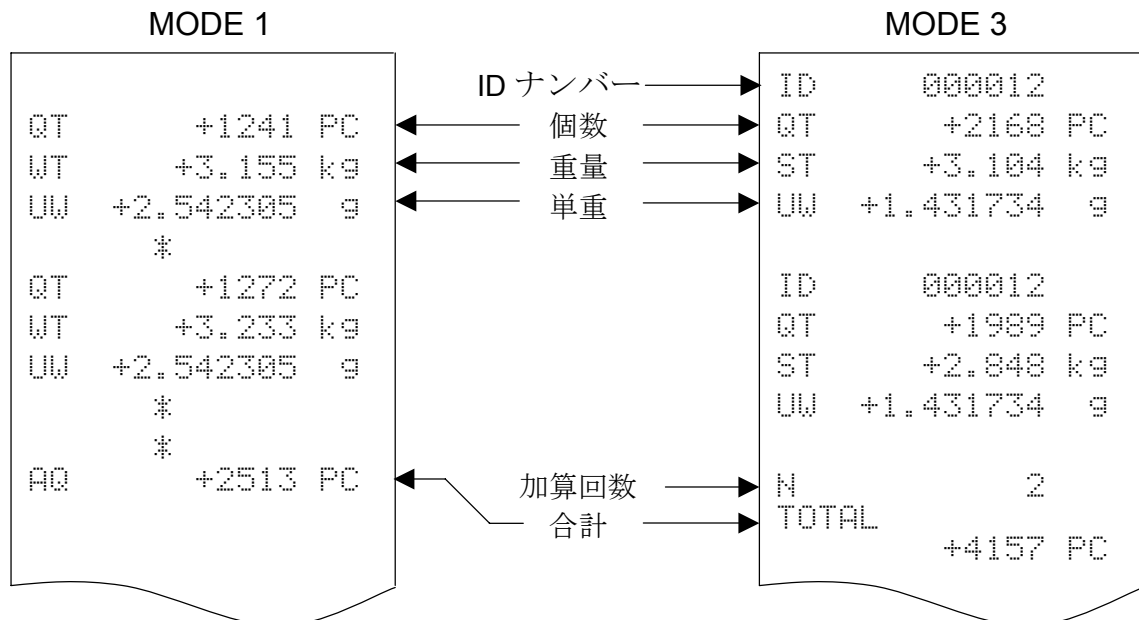 MODE 1
QT +1241 PC
WT +3.155 kg
UW +2.542305 g
*
QT +1272 PC
WT +3.233 kg
UW +2.542305 g
*
*
AQ +2513 PC
ID ナンバー
個数
重量
単重
加算回数
合計
MODE 3
ID 000012
QT +2168 PC
ST +3.104 kg
UW +1.431734 g
ID 000012
QT +1989 PC
ST +2.848 kg
UW +1.431734 g
N 2
TOTAL
+4157 PC